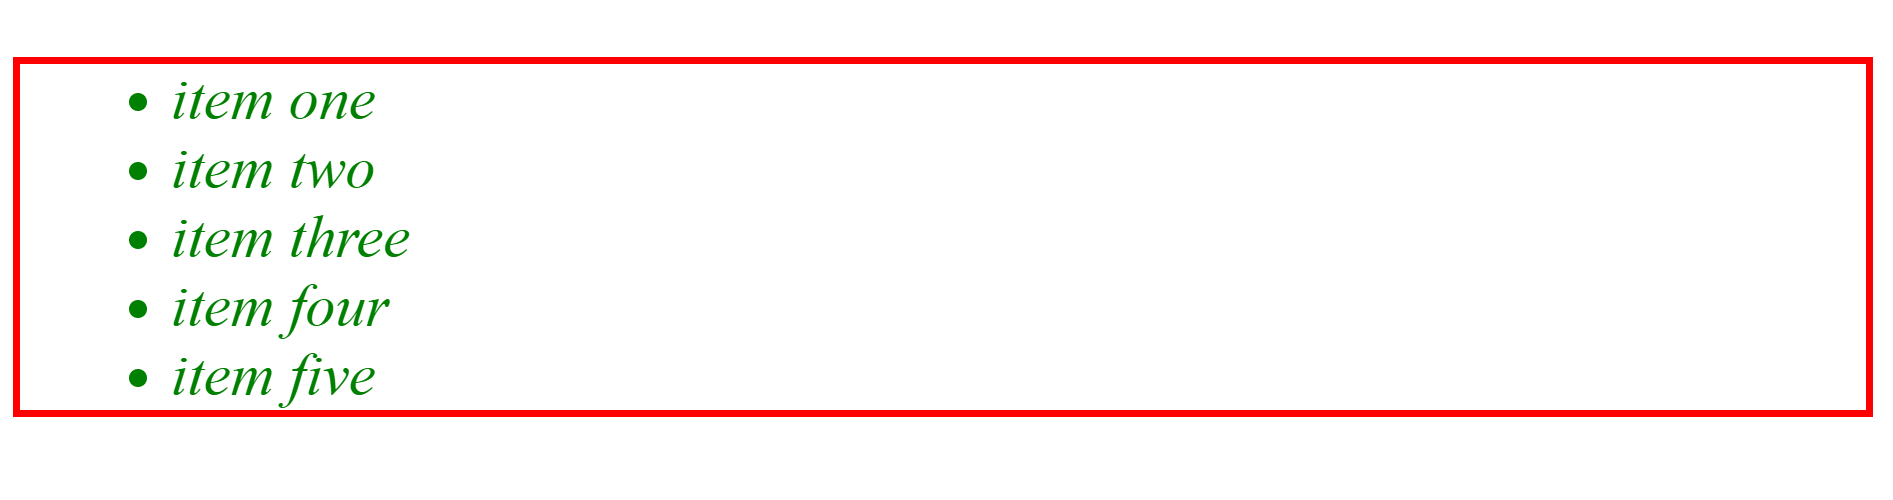 • item one
• item two
• item three
• item four
• item five